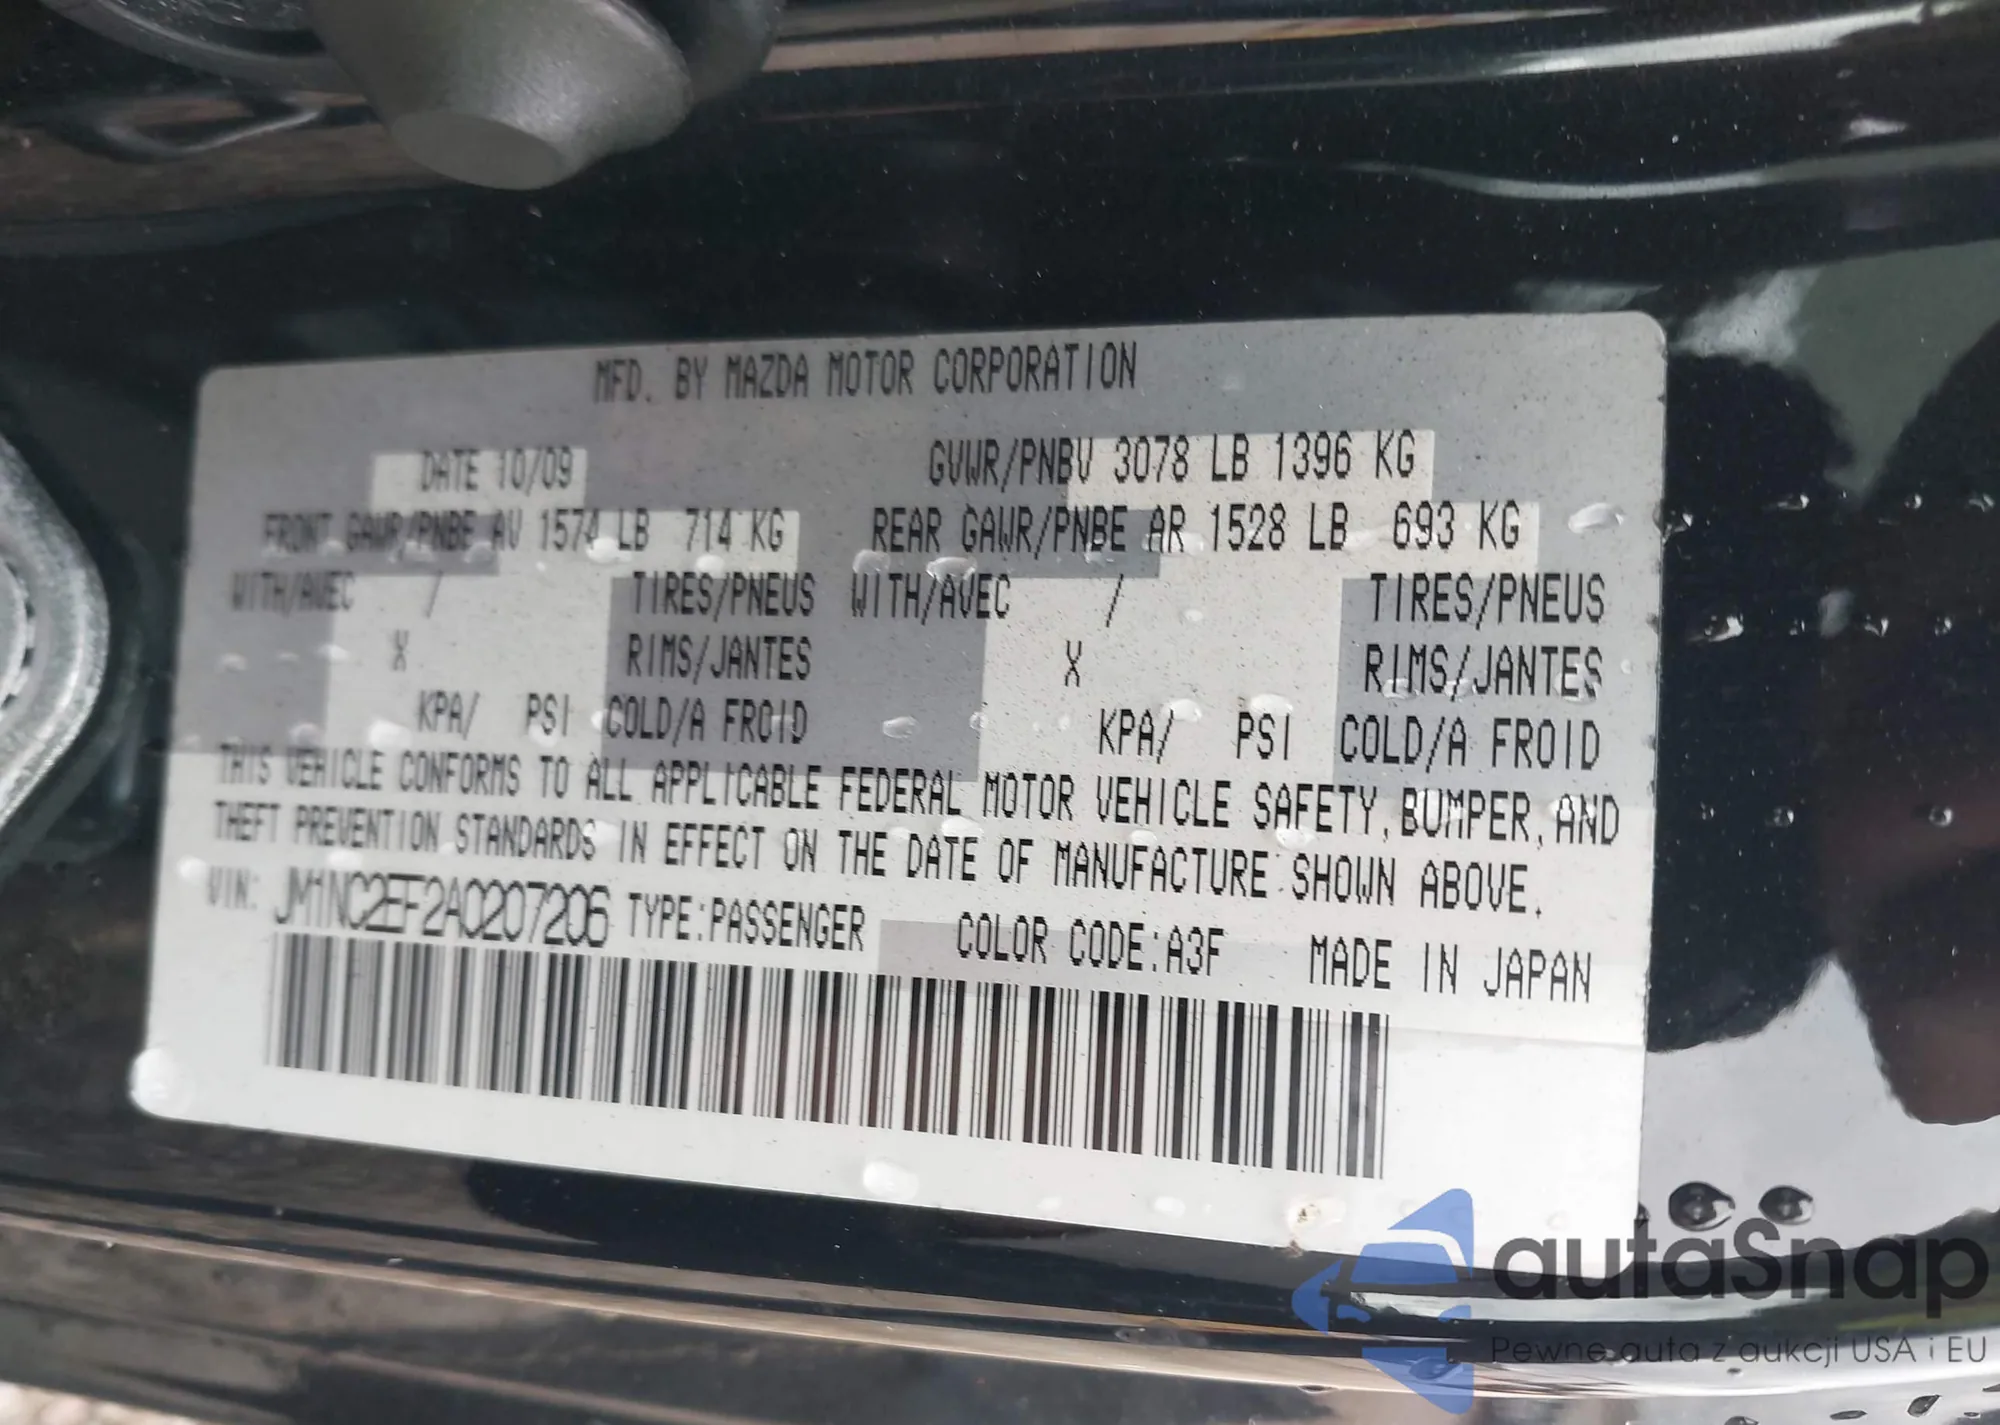 MFD. BY MAZDA MOTOR CORPORATION
DATE 10/09 GVWR/PNBV 3078 LB 1396 KG
FRONT GAWR/PNBE AV 1574 LB 714 KG REAR GAWR/PNBE AR 1528 LB 693 KG
WITH/AVEC / TIRES/PNEUS WITH/AVEC / TIRES/PNEUS
X RIMS/JANTES X RIMS/JANTES
KPA/ PSI COLD/A FROID KPA/ PSI COLD/A FROID
THIS VEHICLE CONFORMS TO ALL APPLICABLE FEDERAL MOTOR VEHICLE SAFETY, BUMPER, AND
THEFT PREVENTION STANDARDS IN EFFECT ON THE DATE OF MANUFACTURE SHOWN ABOVE.
VIN: JM1NC2EF2A0207206 TYPE:PASSENGER COLOR CODE:A3F MADE IN JAPAN
autaSnap
Pewne auta z aukcji USA i EU